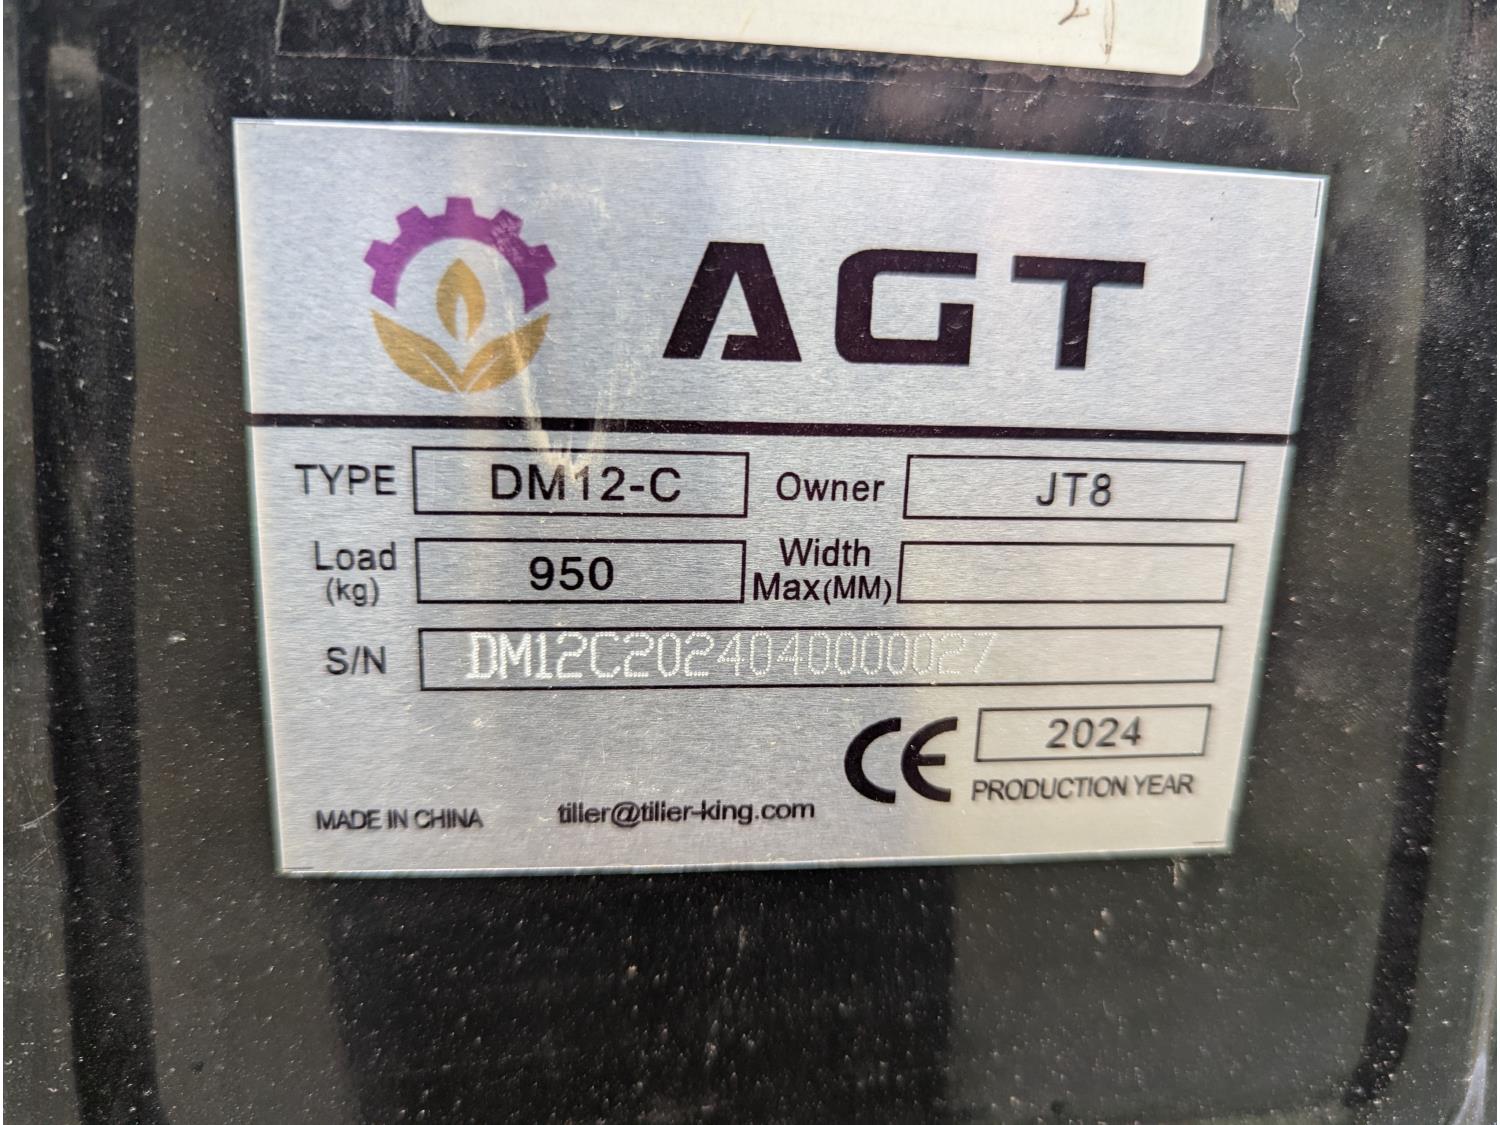 AGT
TYPE DM12-C Owner JT8
Load (kg) 950 Width Max(MM)
S/N DM12C2024040000027
CE 2024
PRODUCTION YEAR
MADE IN CHINA tiller@tiller-king.com